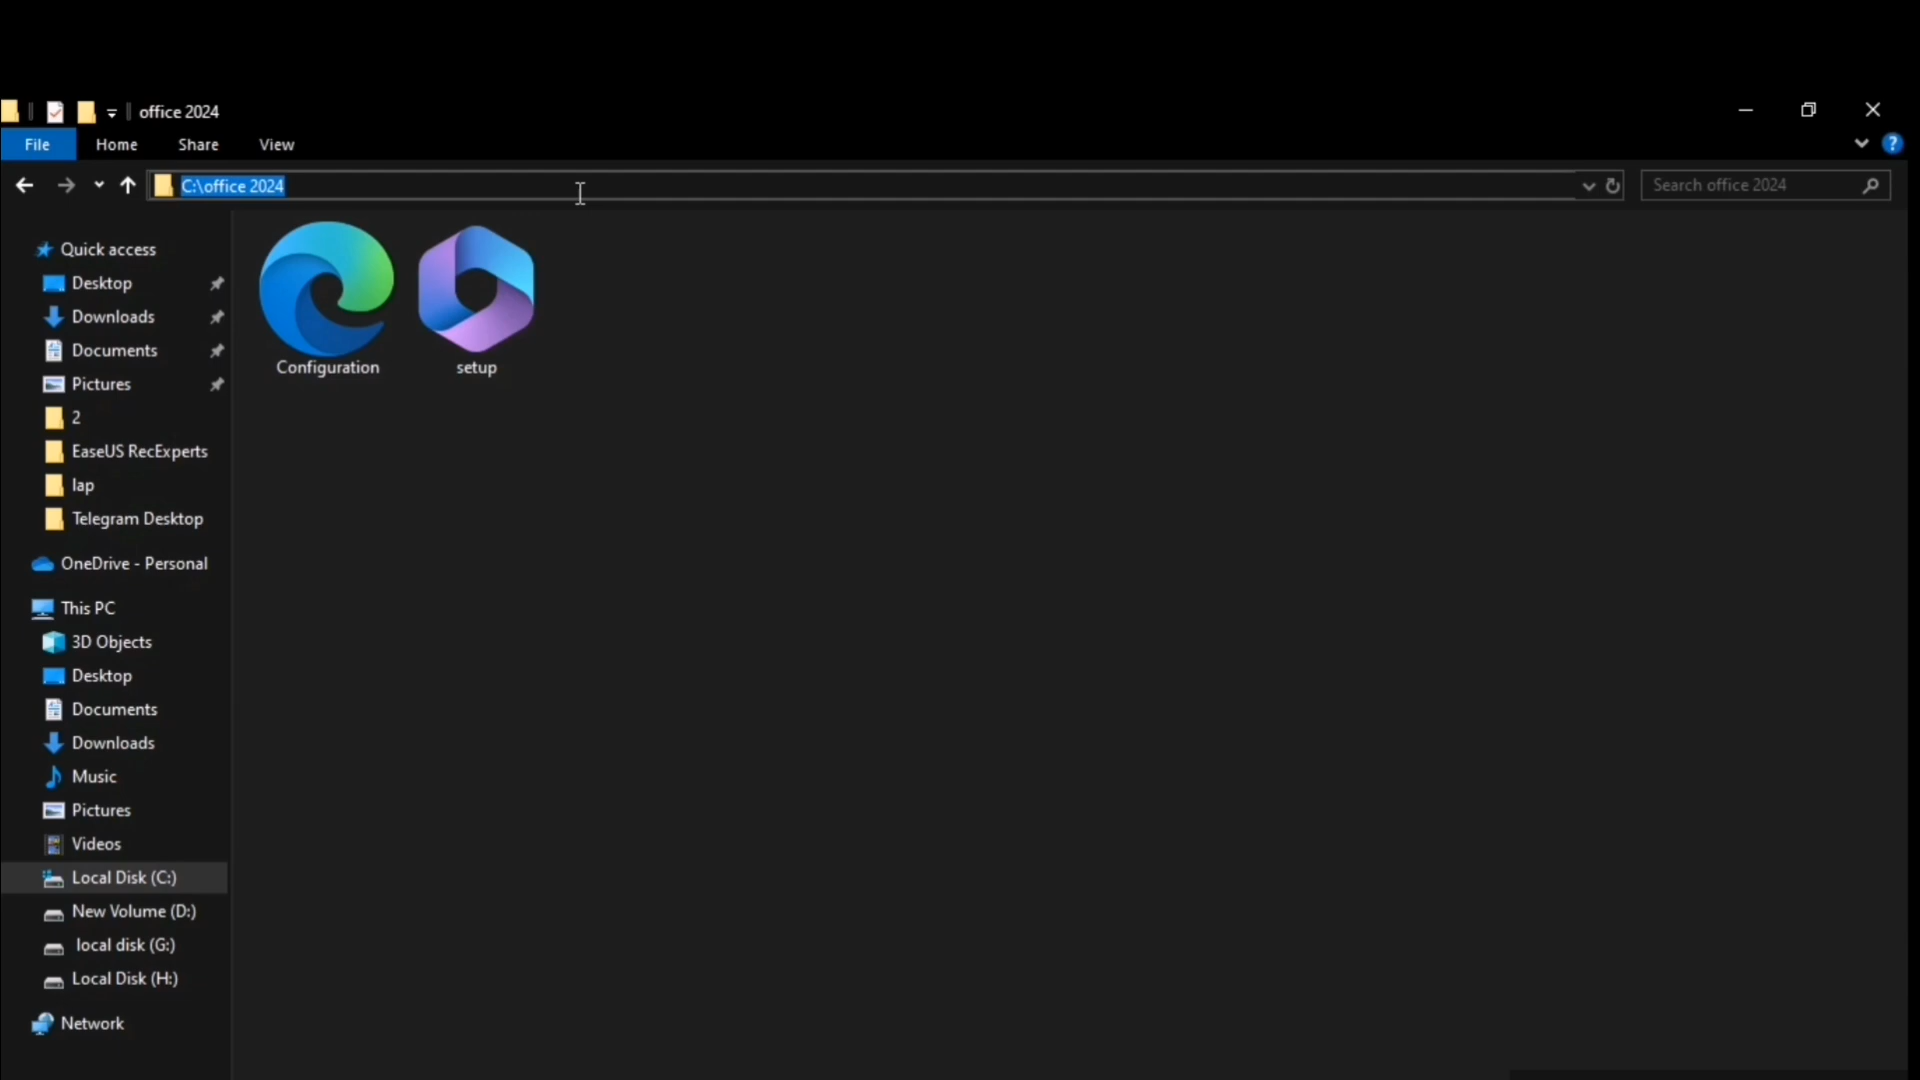 office 2024
File Home Share View
C:\office 2024
Search office 2024
Quick access
Desktop
Downloads
Documents
Pictures
2
EaseUS RecExperts
lap
Telegram Desktop
OneDrive - Personal
This PC
3D Objects
Desktop
Documents
Downloads
Music
Pictures
Videos
Local Disk (C:)
New Volume (D:)
local disk (G:)
Local Disk (H:)
Network
Configuration
setup